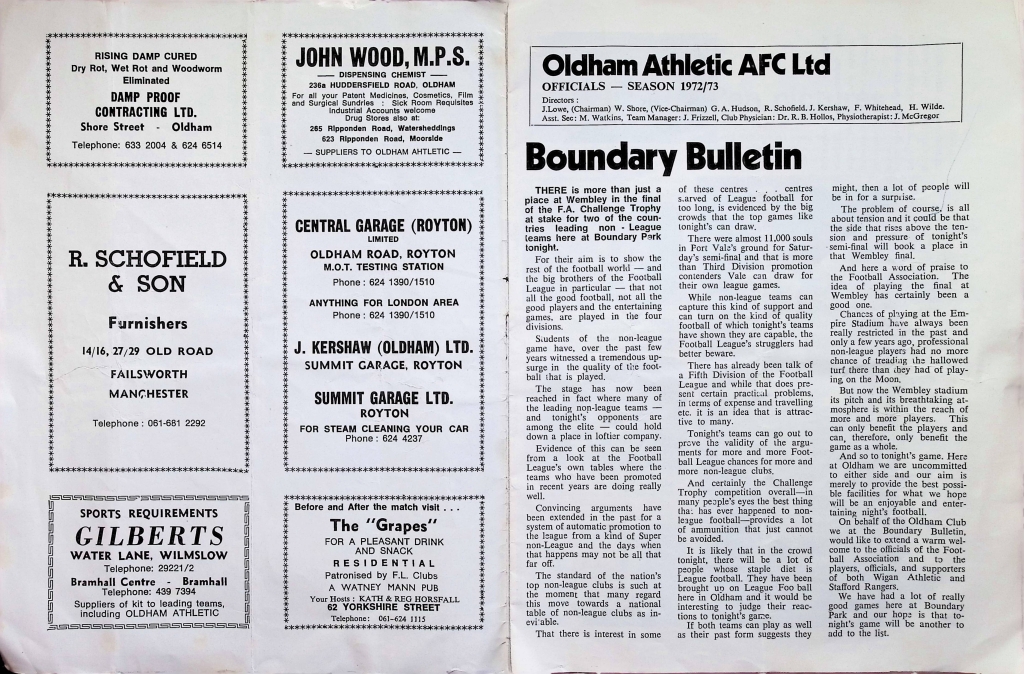 RISING DAMP CURED
Dry Rot, Wet Rot and Woodworm
Eliminated
DAMP PROOF
CONTRACTING LTD.
Shore Street - Oldham
Telephone: 633 2004 & 624 6514
R. SCHOFIELD
& SON
Furnishers
14/16, 27/29 OLD ROAD
FAILSWORTH
MANCHESTER
Telephone: 061-681 2292
SPORTS REQUIREMENTS
GILBERTS
WATER LANE, WILMSLOW
Telephone: 29221/2
Bramhall Centre - Bramhall
Telephone: 439 7394
Suppliers of kit to leading teams,
including OLDHAM ATHLETIC
JOHN WOOD, M.P.S.
— DISPENSING CHEMIST —
236a HUDDERSFIELD ROAD, OLDHAM
For all your Patent Medicines, Cosmetics, Film
and Surgical Sundries : Sick Room Requisites
Industrial Accounts welcome
Drug Stores also at:
265 Ripponden Road, Watersheddings
623 Ripponden Road, Moorside
— SUPPLIERS TO OLDHAM AHTLETIC —
CENTRAL GARAGE (ROYTON)
LIMITED
OLDHAM ROAD, ROYTON
M.O.T. TESTING STATION
Phone : 624 1390/1510
ANYTHING FOR LONDON AREA
Phone : 624 1390/1510
J. KERSHAW (OLDHAM) LTD.
SUMMIT GARAGE, ROYTON
SUMMIT GARAGE LTD.
ROYTON
FOR STEAM CLEANING YOUR CAR
Phone : 624 4237
Before and After the match visit . . .
The "Grapes"
FOR A PLEASANT DRINK
AND SNACK
RESIDENTIAL
Patronised by F.L. Clubs
A WATNEY MANN PUB
Your Hosts : KATH & REG HORSFALL
62 YORKSHIRE STREET
Telephone: 061-624 1115
Oldham Athletic AFC Ltd
OFFICIALS — SEASON 1972/73
Directors :
J.Lowe, (Chairman) W. Shore, (Vice-Chairman) G. A. Hudson, R. Schofield. J. Kershaw, F. Whitehead, H. Wilde.
Asst. Sec: M. Watkins, Team Manager: J. Frizzell, Club Physician: Dr. R. B. Hollos, Physiotherapist: J. McGregor
Boundary Bulletin
THERE is more than just a
place at Wembley in the final
of the F.A. Challenge Trophy
at stake for two of the coun-
tries leading non - League
teams here at Boundary Park
tonight.
For their aim is to show the
rest of the football world — and
the big brothers of the Football
League in particular — that not
all the good football, not all the
good players and the entertaining
games, are played in the four
divisions.
Students of the non-league
game have, over the past few
years witnessed a tremendous up-
surge in the quality of the foot-
ball that is played.
The stage has now been
reached in fact where many of
the leading non-league teams —
and tonight's opponents are
among the elite — could hold
down a place in loftier company.
Evidence of this can be seen
from a look at the Football
League's own tables where the
teams who have been promoted
in recent years are doing really
well.
Convincing arguments have
been extended in the past for a
system of automatic promotion to
the league from a kind of Super
non-League and the days when
that happens may not be all that
far off.
The standard of the nation's
top non-league clubs is such at
the moment that many regard
this move towards a national
table of non-league clubs as in-
evitable.
That there is interest in some
of these centres . . . centres
starved of League football for
too long, is evidenced by the big
crowds that the top games like
tonight's can draw.
There were almost 11,000 souls
in Port Vale's ground for Satur-
day's semi-final and that is more
than Third Division promotion
contenders Vale can draw for
their own league games.
While non-league teams can
capture this kind of support and
can turn on the kind of quality
football of which tonight's teams
have shown they are capable, the
Football League's strugglers had
better beware.
There has already been talk of
a Fifth Division of the Football
League and while that does pre-
sent certain practical problems,
in terms of expense and travelling
etc. it is an idea that is attrac-
tive to many.
Tonight's teams can go out to
prove the validity of the argu-
ments for more and more Foot-
ball League chances for more and
more non-league clubs.
And certainly the Challenge
Trophy competition overall—in
many people's eyes the best thing
that has ever happened to non-
league football—provides a lot
of ammunition that just cannot
be avoided.
It is likely that in the crowd
tonight, there will be a lot of
people whose staple diet is
League football. They have been
brought up on League Foo ball
here in Oldham and it would be
interesting to judge their reac-
tions to tonight's game.
If both teams can play as well
as their past form suggests they
might, then a lot of people will
be in for a surprise.
The problem of course, is all
about tension and it could be that
the side that rises above the ten-
sion and pressure of tonight's
semi-final will book a place in
that Wembley final.
And here a word of praise to
the Football Association. The
idea of playing the final at
Wembley has certainly been a
good one.
Chances of playing at the Em-
pire Stadium have always been
really restricted in the past and
only a few years ago, professional
non-league players had no more
chance of treading the hallowed
turf there than they had of play-
ing on the Moon.
But now the Wembley stadium
its pitch and its breathtaking at-
mosphere is within the reach of
more and more players. This
can only benefit the players and
can, therefore, only benefit the
game as a whole.
And so to tonight's game. Here
at Oldham we are uncommitted
to either side and our aim is
merely to provide the best possi-
ble facilities for what we hope
will be an enjoyable and enter-
taining night's football.
On behalf of the Oldham Club
we at the Boundary Bulletin,
would like to extend a warm wel-
come to the officials of the Foot-
ball Association and to the
players, officials, and supporters
of both Wigan Athletic and
Stafford Rangers.
We have had a lot of really
good games here at Boundary
Park and our hope is that to-
night's game will be another to
add to the list.